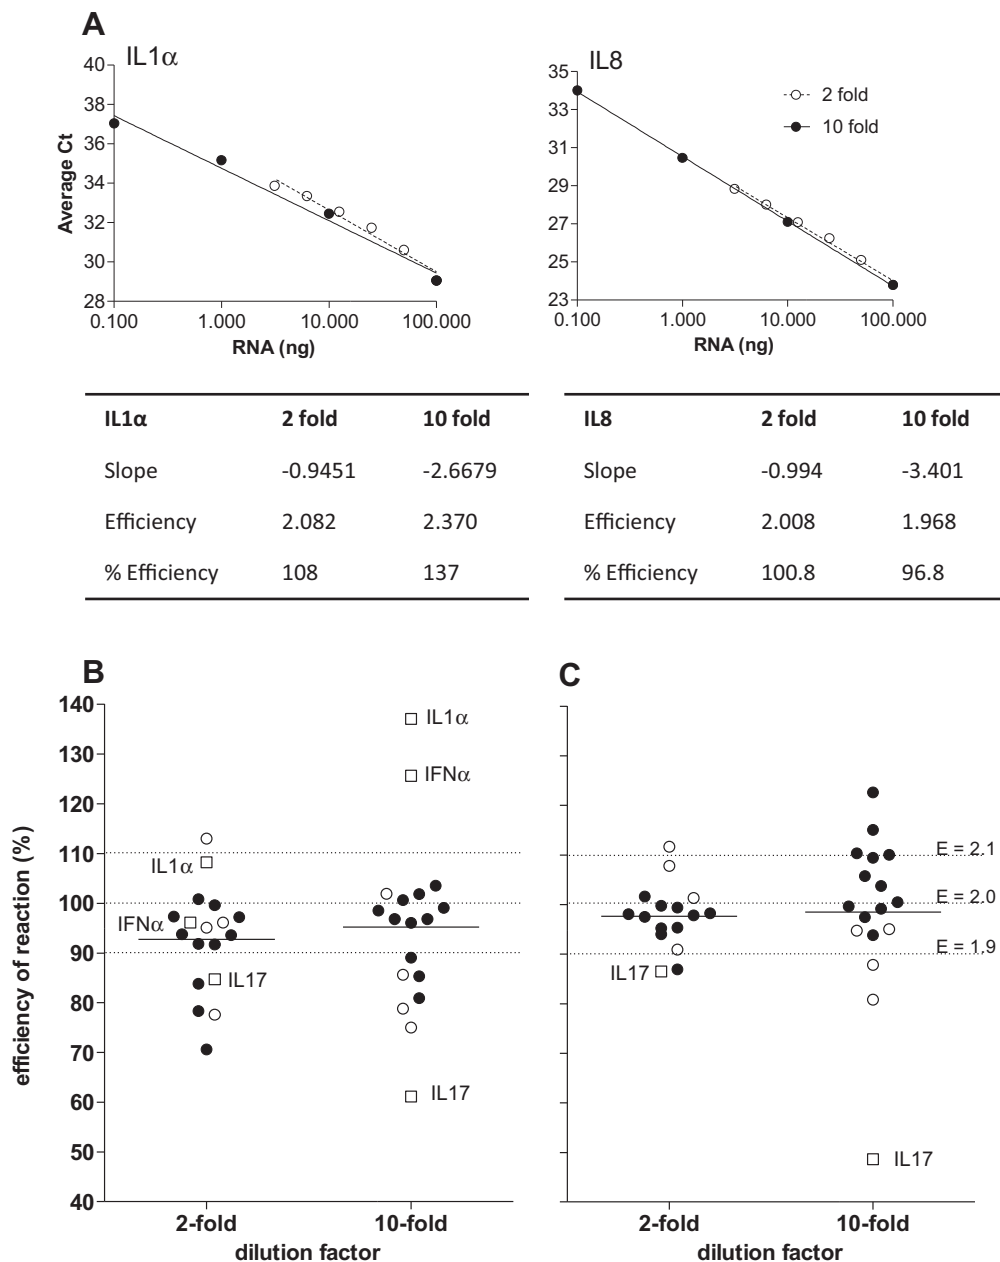 A
IL1α
IL8
40
38
36
34
32
30
28
Average Ct
0.100
1.000
10.000
100.000
RNA (ng)
35
33
31
29
27
25
23
2 fold
10 fold
0.100
1.000
10.000
100.000
RNA (ng)
IL1α 2 fold 10 fold
Slope -0.9451 -2.6679
Efficiency 2.082 2.370
% Efficiency 108 137
IL8 2 fold 10 fold
Slope -0.994 -3.401
Efficiency 2.008 1.968
% Efficiency 100.8 96.8
B
140
130
120
110
100
90
80
70
60
50
40
efficiency of reaction (%)
IL1α
IFNα
IL1α
IFNα
IL17
IL17
2-fold
10-fold
dilution factor
C
E = 2.1
E = 2.0
E = 1.9
IL17
IL17
2-fold
10-fold
dilution factor